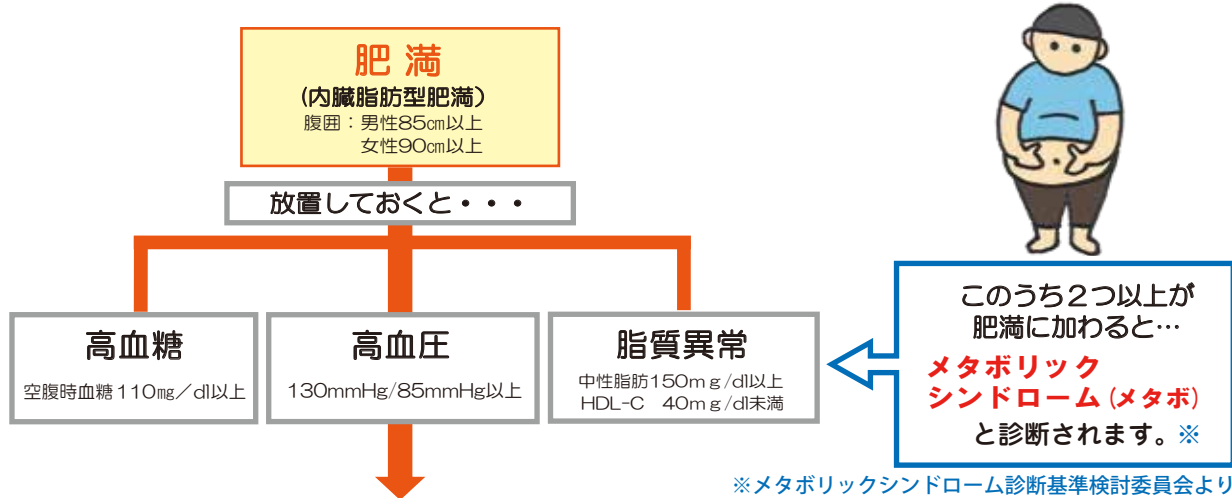 肥 満
(内臓脂肪型肥満)
腹囲：男性85㎝以上
女性90㎝以上
放置しておくと・・・
高血糖
空腹時血糖 110㎎／dl以上
高血圧
130mmHg/85mmHg以上
脂質異常
中性脂肪150ｍｇ/dl以上
HDL-C　40ｍｇ/dl未満
このうち２つ以上が
肥満に加わると…
メタボリック
シンドローム (メタボ)
と診断されます。※
※メタボリックシンドローム診断基準検討委員会より